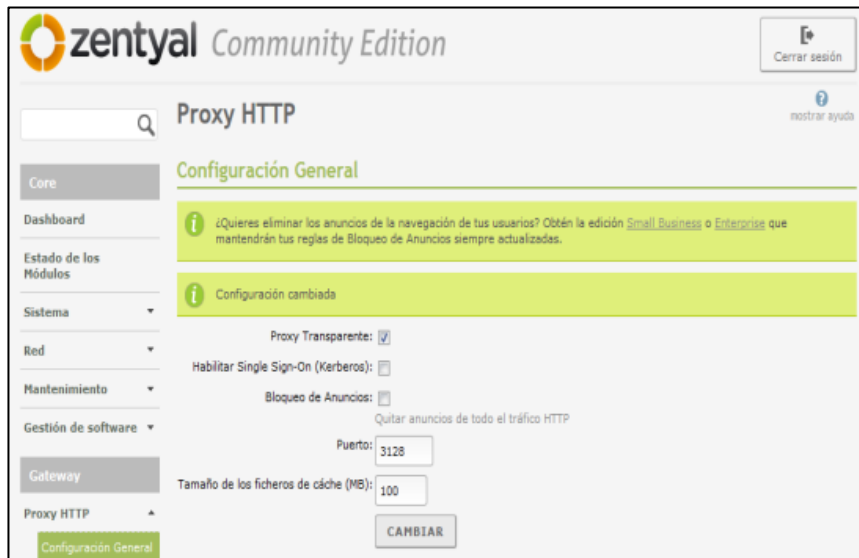 zentyal Community Edition
Cerrar sesión
Proxy HTTP
mostrar ayuda
Configuración General
Core
Dashboard
Estado de los
Módulos
Sistema
Red
Mantenimiento
Gestión de software
Gateway
Proxy HTTP
Configuración General
¿Quieres eliminar los anuncios de la navegación de tus usuarios? Obtén la edición Small Business o Enterprise que
mantendrán tus reglas de Bloqueo de Anuncios siempre actualizadas.
Configuración cambiada
Proxy Transparente:
Habilitar Single Sign-On (Kerberos):
Bloqueo de Anuncios:
Quitar anuncios de todo el tráfico HTTP
Puerto: 3128
Tamaño de los ficheros de cáche (MB): 100
CAMBIAR